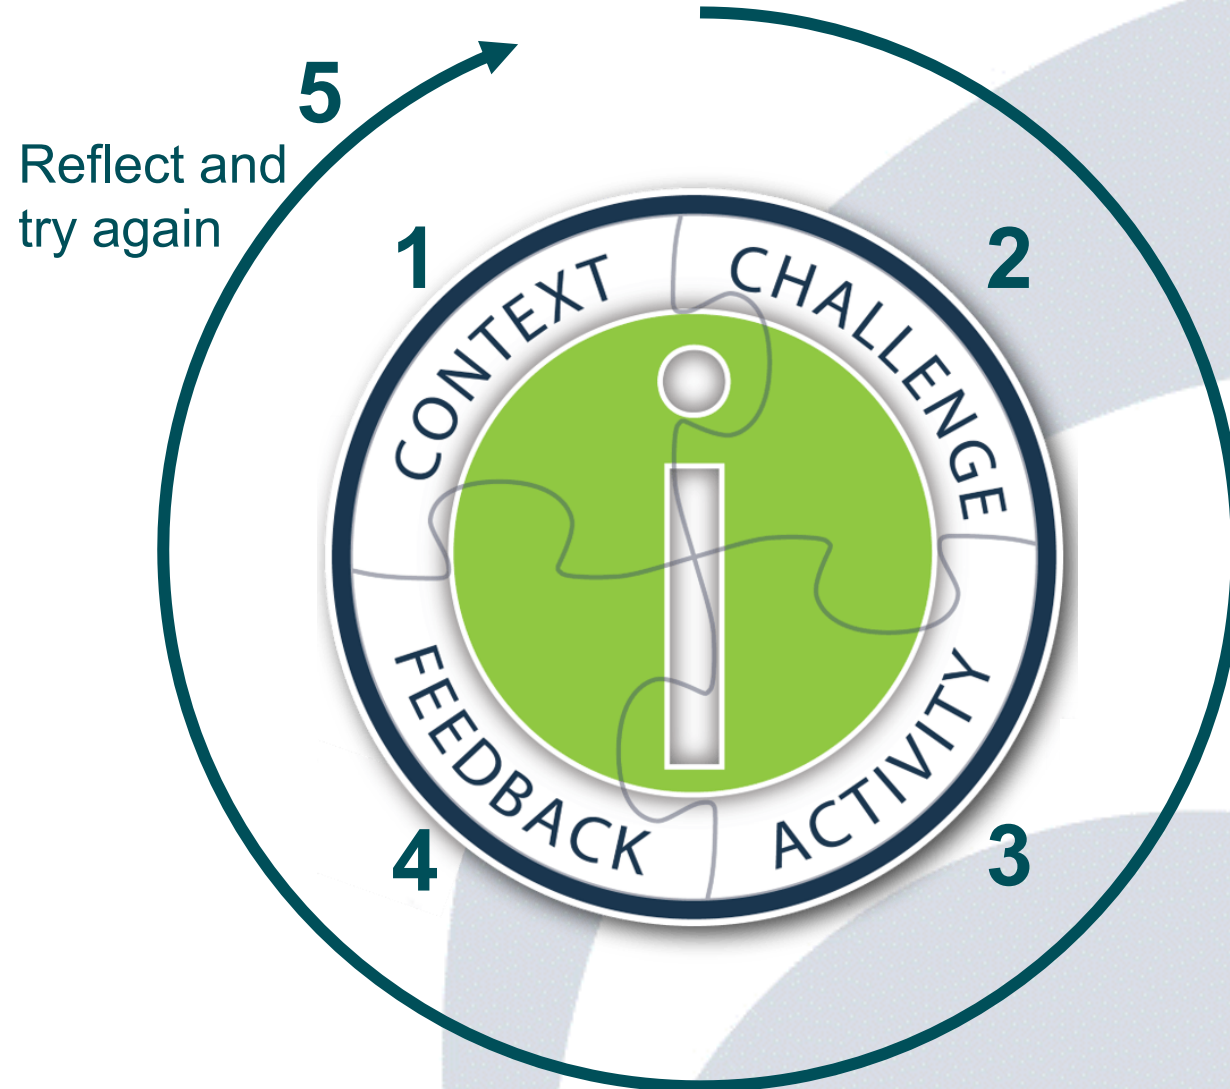 5
Reflect and
try again
1
CONTEXT
2
CHALLENGE
3
ACTIVITY
4
FEEDBACK
i